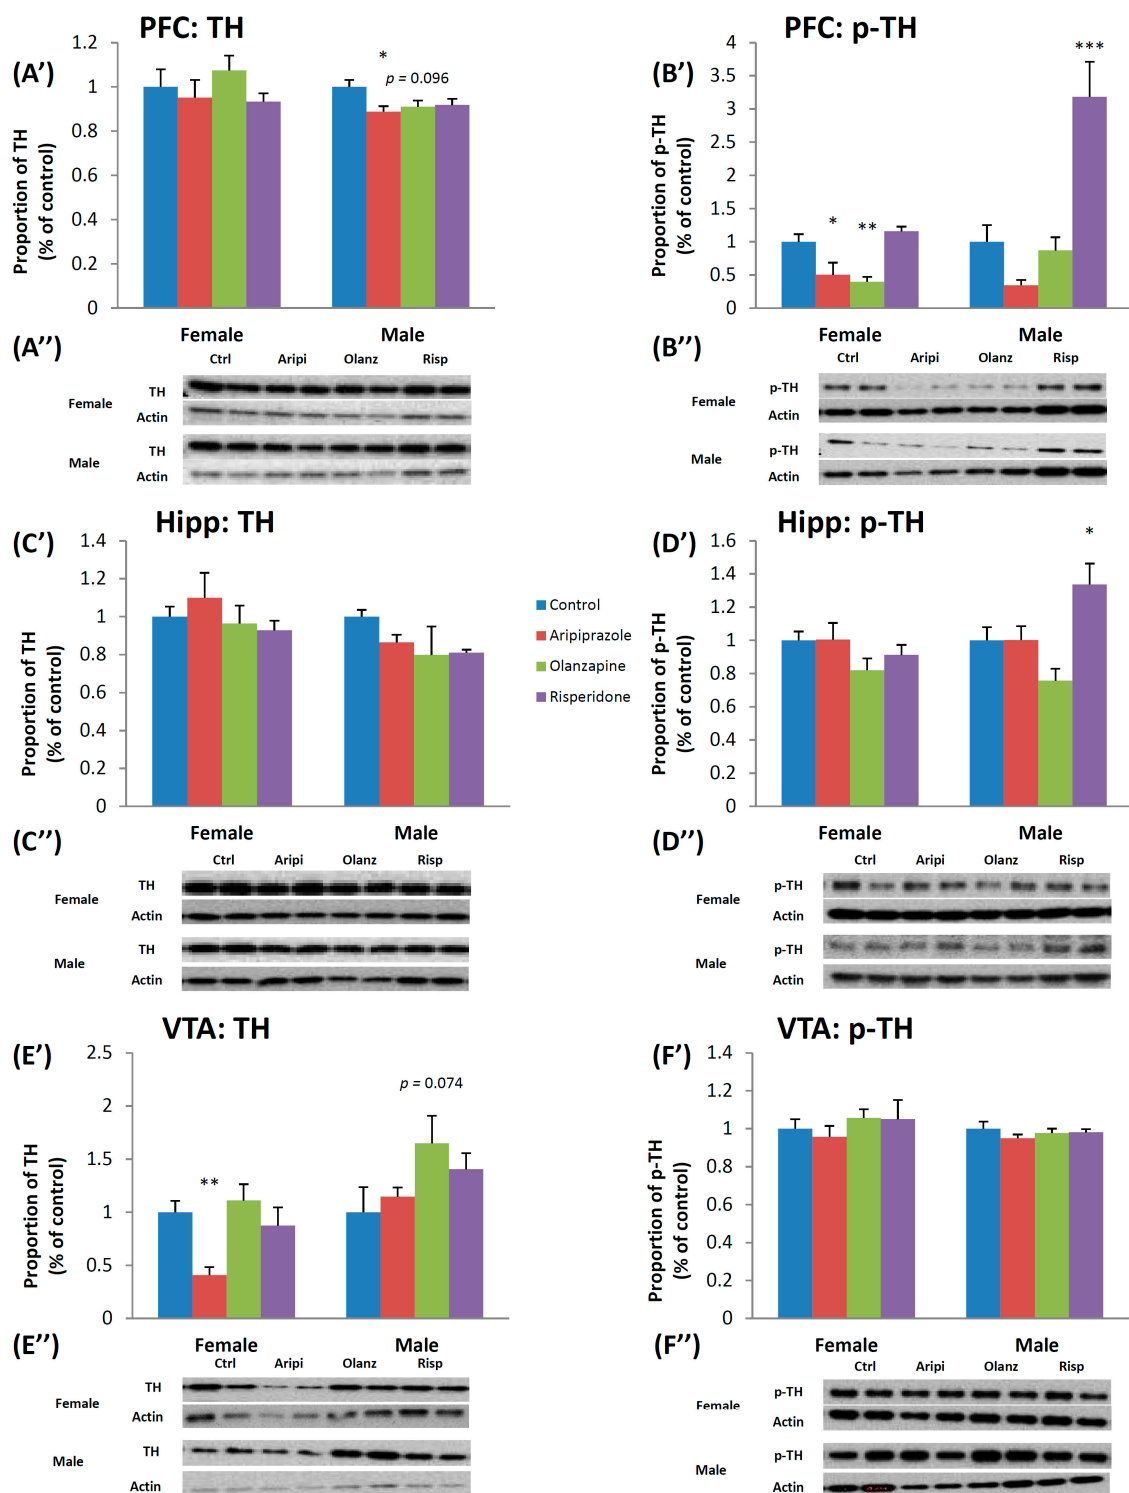 PFC: TH
(A’)
Proportion of TH
(% of control)
1.2
1
0.8
0.6
0.4
0.2
0
*
p = 0.096
Female Male
PFC: p-TH
(B’)
Proportion of p-TH
(% of control)
4
3.5
3
2.5
2
1.5
1
0.5
0
*
**
***
Female Male
(A’’)
Ctrl Aripi Olanz Risp
Female
TH
Actin
Male
TH
Actin
(B’’)
Ctrl Aripi Olanz Risp
Female
p-TH
Actin
Male
p-TH
Actin
Hipp: TH
(C’)
Proportion of TH
(% of control)
1.4
1.2
1
0.8
0.6
0.4
0.2
0
Female Male
Control
Aripiprazole
Olanzapine
Risperidone
Hipp: p-TH
(D’)
Proportion of p-TH
(% of control)
1.6
1.4
1.2
1
0.8
0.6
0.4
0.2
0
*
Female Male
(C’’)
Ctrl Aripi Olanz Risp
Female
TH
Actin
Male
TH
Actin
(D’’)
Ctrl Aripi Olanz Risp
Female
p-TH
Actin
Male
p-TH
Actin
VTA: TH
(E’)
Proportion of TH
(% of control)
2.5
2
1.5
1
0.5
0
**
p = 0.074
Female Male
VTA: p-TH
(F’)
Proportion of p-TH
(% of control)
1.4
1.2
1
0.8
0.6
0.4
0.2
0
Female Male
(E’’)
Ctrl Aripi Olanz Risp
Female
TH
Actin
Male
TH
Actin
(F’’)
Ctrl Aripi Olanz Risp
Female
p-TH
Actin
Male
p-TH
Actin